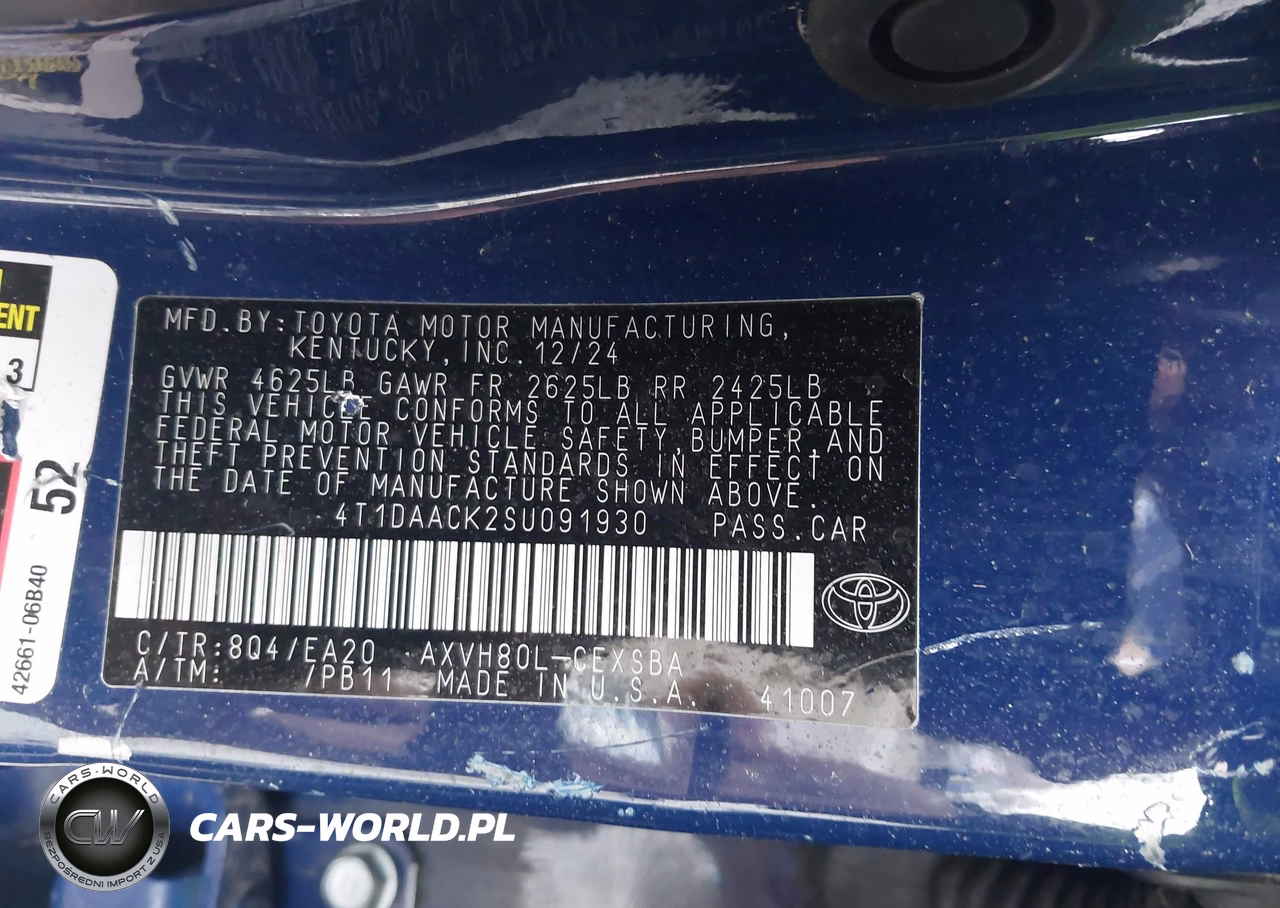 ENT
3
52
42661-06B40
MFD.BY:TOYOTA MOTOR MANUFACTURING,
KENTUCKY,INC.12/24
GVWR 4625LB GAWR FR 2625LB RR 2425LB
THIS VEHICLE CONFORMS TO ALL APPLICABLE
FEDERAL MOTOR VEHICLE SAFETY,BUMPER,AND
THEFT PREVENTION STANDARDS IN EFFECT ON
THE DATE OF MANUFACTURE SHOWN ABOVE.
4T1DAACK2SU091930 PASS.CAR
C/TR:8Q4/EA20 AXVH80L-CEXSBA
A/TM: /PB11 MADE IN U.S.A. 41007
CARS-WORLD
CW
BEZPOŚREDNI IMPORT Z USA
CARS-WORLD.PL